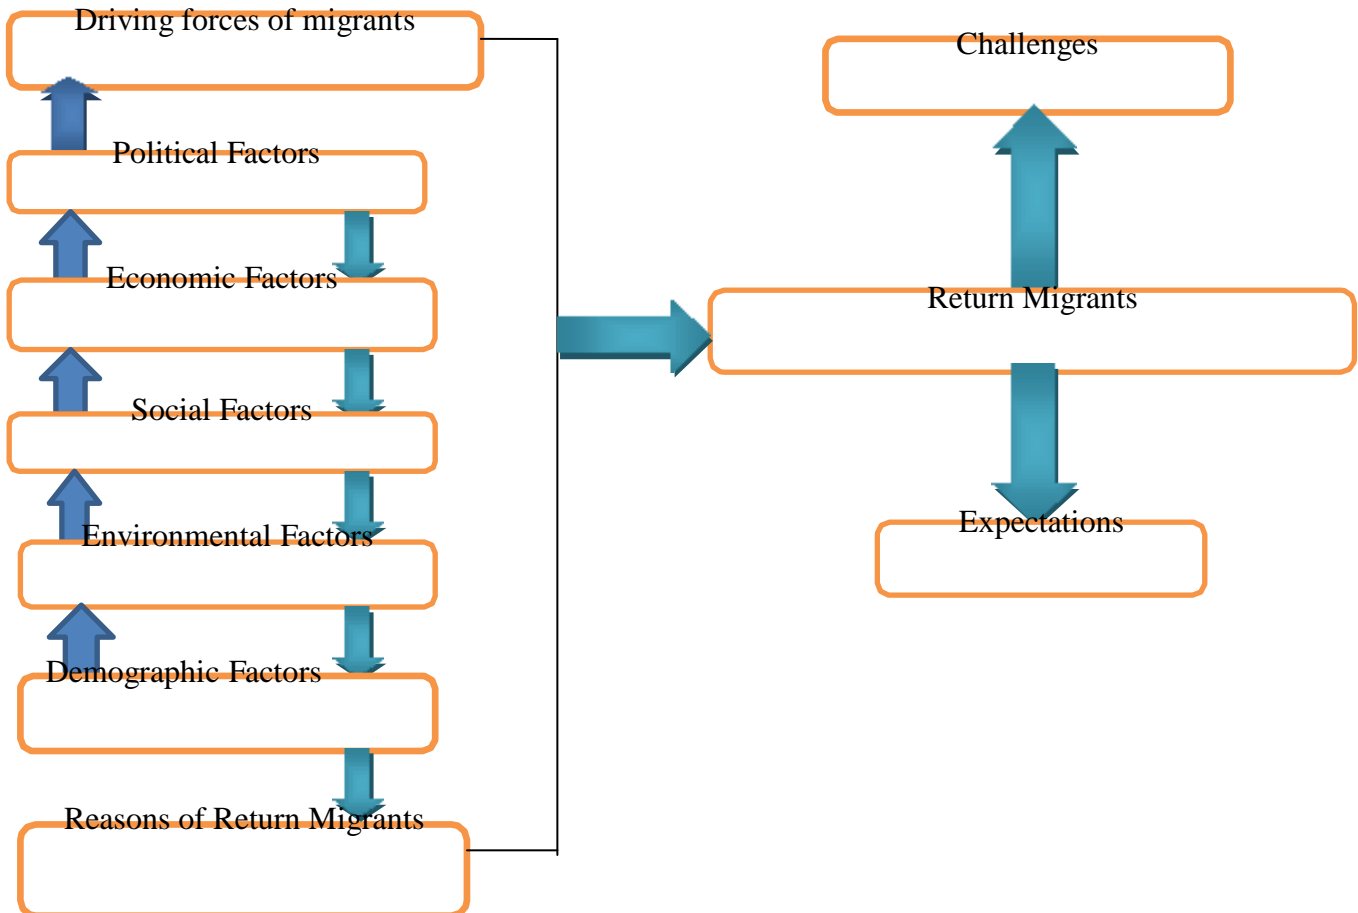 Driving forces of migrants
Political Factors
Economic Factors
Social Factors
Environmental Factors
Demographic Factors
Reasons of Return Migrants
Challenges
Return Migrants
Expectations